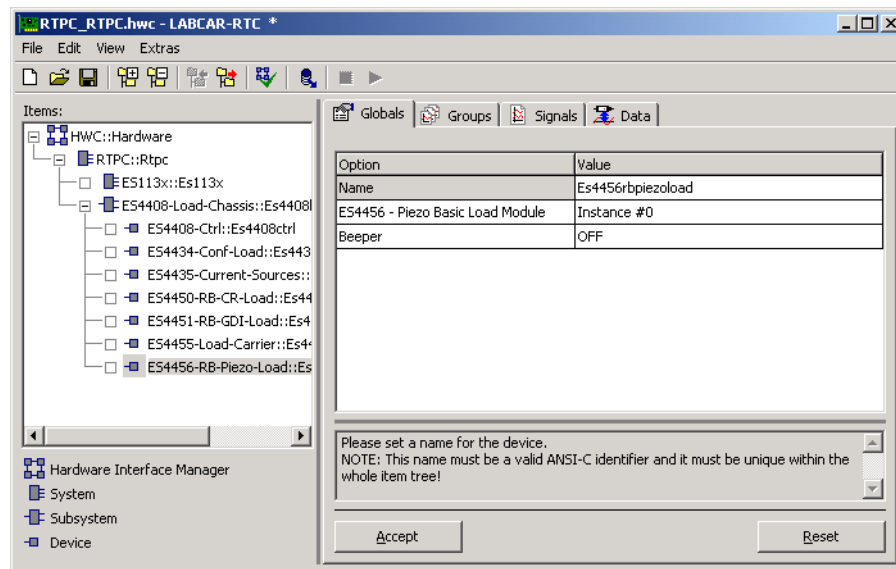 RTPC_RTPC.hwc - LABCAR-RTC *
File Edit View Extras
Items:
HWC::Hardware
RTPC::Rtpc
ES113x::Es113x
ES4408-Load-Chassis::Es4408l
ES4408-Ctrl::Es4408ctrl
ES4434-Conf-Load::Es443
ES4435-Current-Sources::
ES4450-RB-CR-Load::Es44
ES4451-RB-GDI-Load::Es4
ES4455-Load-Carrier::Es4
ES4456-RB-Piezo-Load::Es
Hardware Interface Manager
System
Subsystem
Device
Globals Groups Signals Data
Option Value
Name Es4456rbpiezoload
ES4456 - Piezo Basic Load Module Instance #0
Beeper OFF
Please set a name for the device.
NOTE: This name must be a valid ANSI-C identifier and it must be unique within the
whole item tree!
Accept Reset